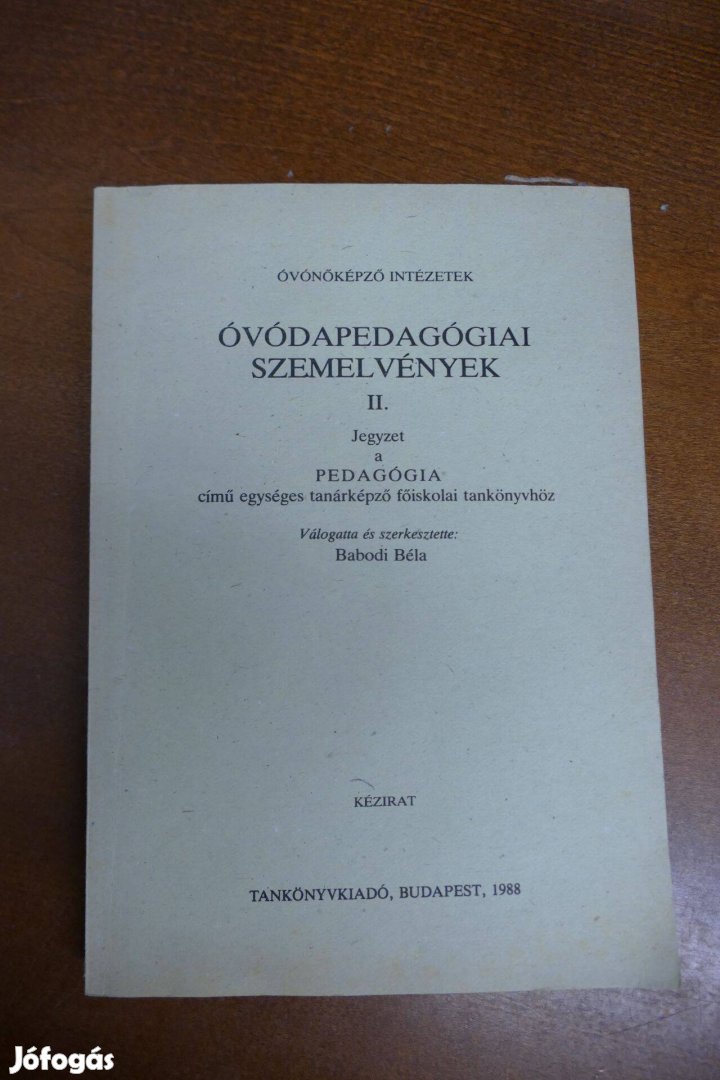 ÓVÓNŐKÉPZŐ INTÉZETEK
ÓVÓDAPEDAGÓGIAI
SZEMELVÉNYEK
II.
Jegyzet
a
PEDAGÓGIA
című egységes tanárképző főiskolai tankönyvhöz
Válogatta és szerkesztette:
Babodi Béla
KÉZIRAT
TANKÖNYVKIADÓ, BUDAPEST, 1988
Jófogás